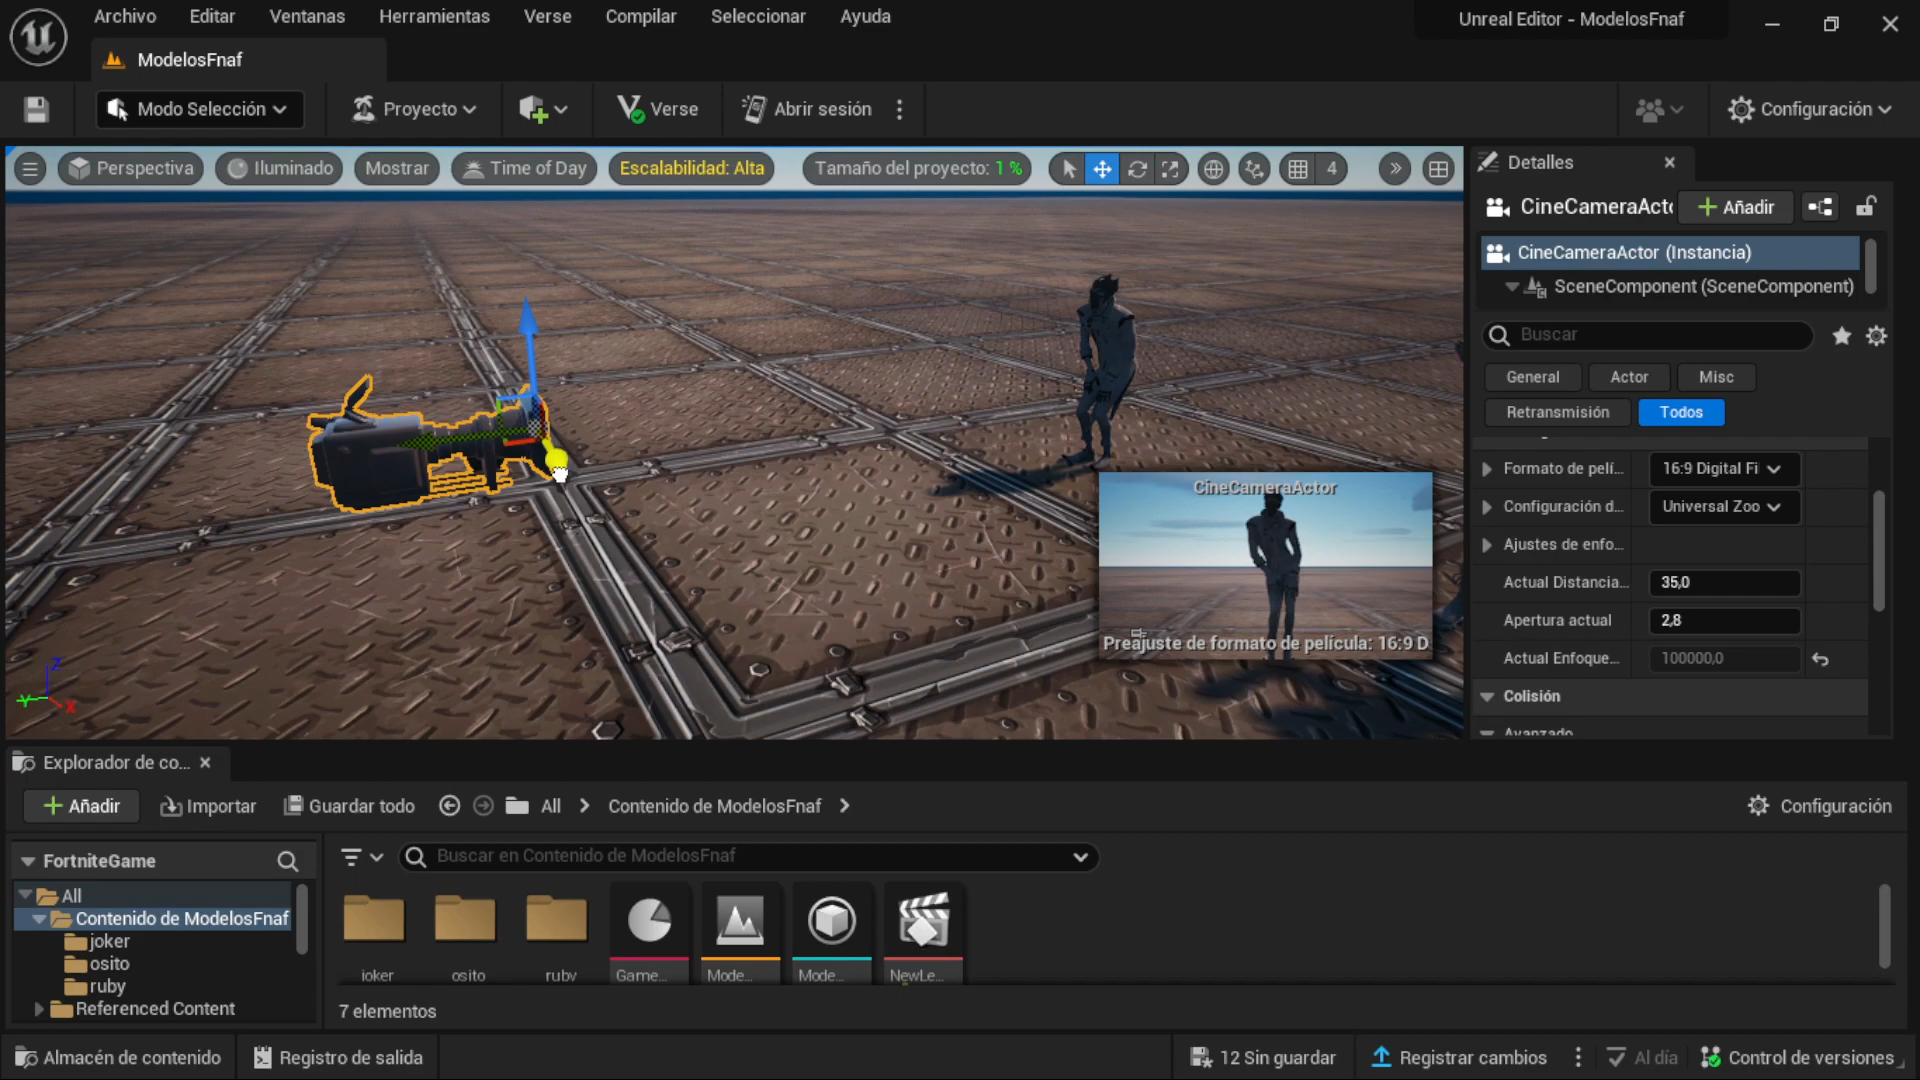 Archivo
Editar
Ventanas
Herramientas
Verse
Compilar
Seleccionar
Ayuda
Unreal Editor - ModelosFnaf
ModelosFnaf
Modo Selección
Proyecto
Verse
Abrir sesión
Configuración
Perspectiva
Iluminado
Mostrar
Time of Day
Escalabilidad: Alta
Tamaño del proyecto: 1 %
4
Detalles
CineCameraActo
Añadir
CineCameraActor (Instancia)
SceneComponent (SceneComponent)
Buscar
General
Actor
Misc
Retransmisión
Todos
Formato de pelí...
16:9 Digital Fi
Configuración d...
Universal Zoo
Ajustes de enfo...
Actual Distancia...
35,0
Apertura actual
2,8
Actual Enfoque...
100000,0
Colisión
Avanzado
CineCameraActor
Preajuste de formato de película: 16:9 D
Z
Y
X
Explorador de co...
Añadir
Importar
Guardar todo
All
Contenido de ModelosFnaf
Configuración
FortniteGame
Buscar en Contenido de ModelosFnaf
All
Contenido de ModelosFnaf
joker
osito
ruby
Referenced Content
joker
osito
ruby
Game...
Mode...
Mode...
NewLe...
7 elementos
Almacén de contenido
Registro de salida
12 Sin guardar
Registrar cambios
Al día
Control de versiones